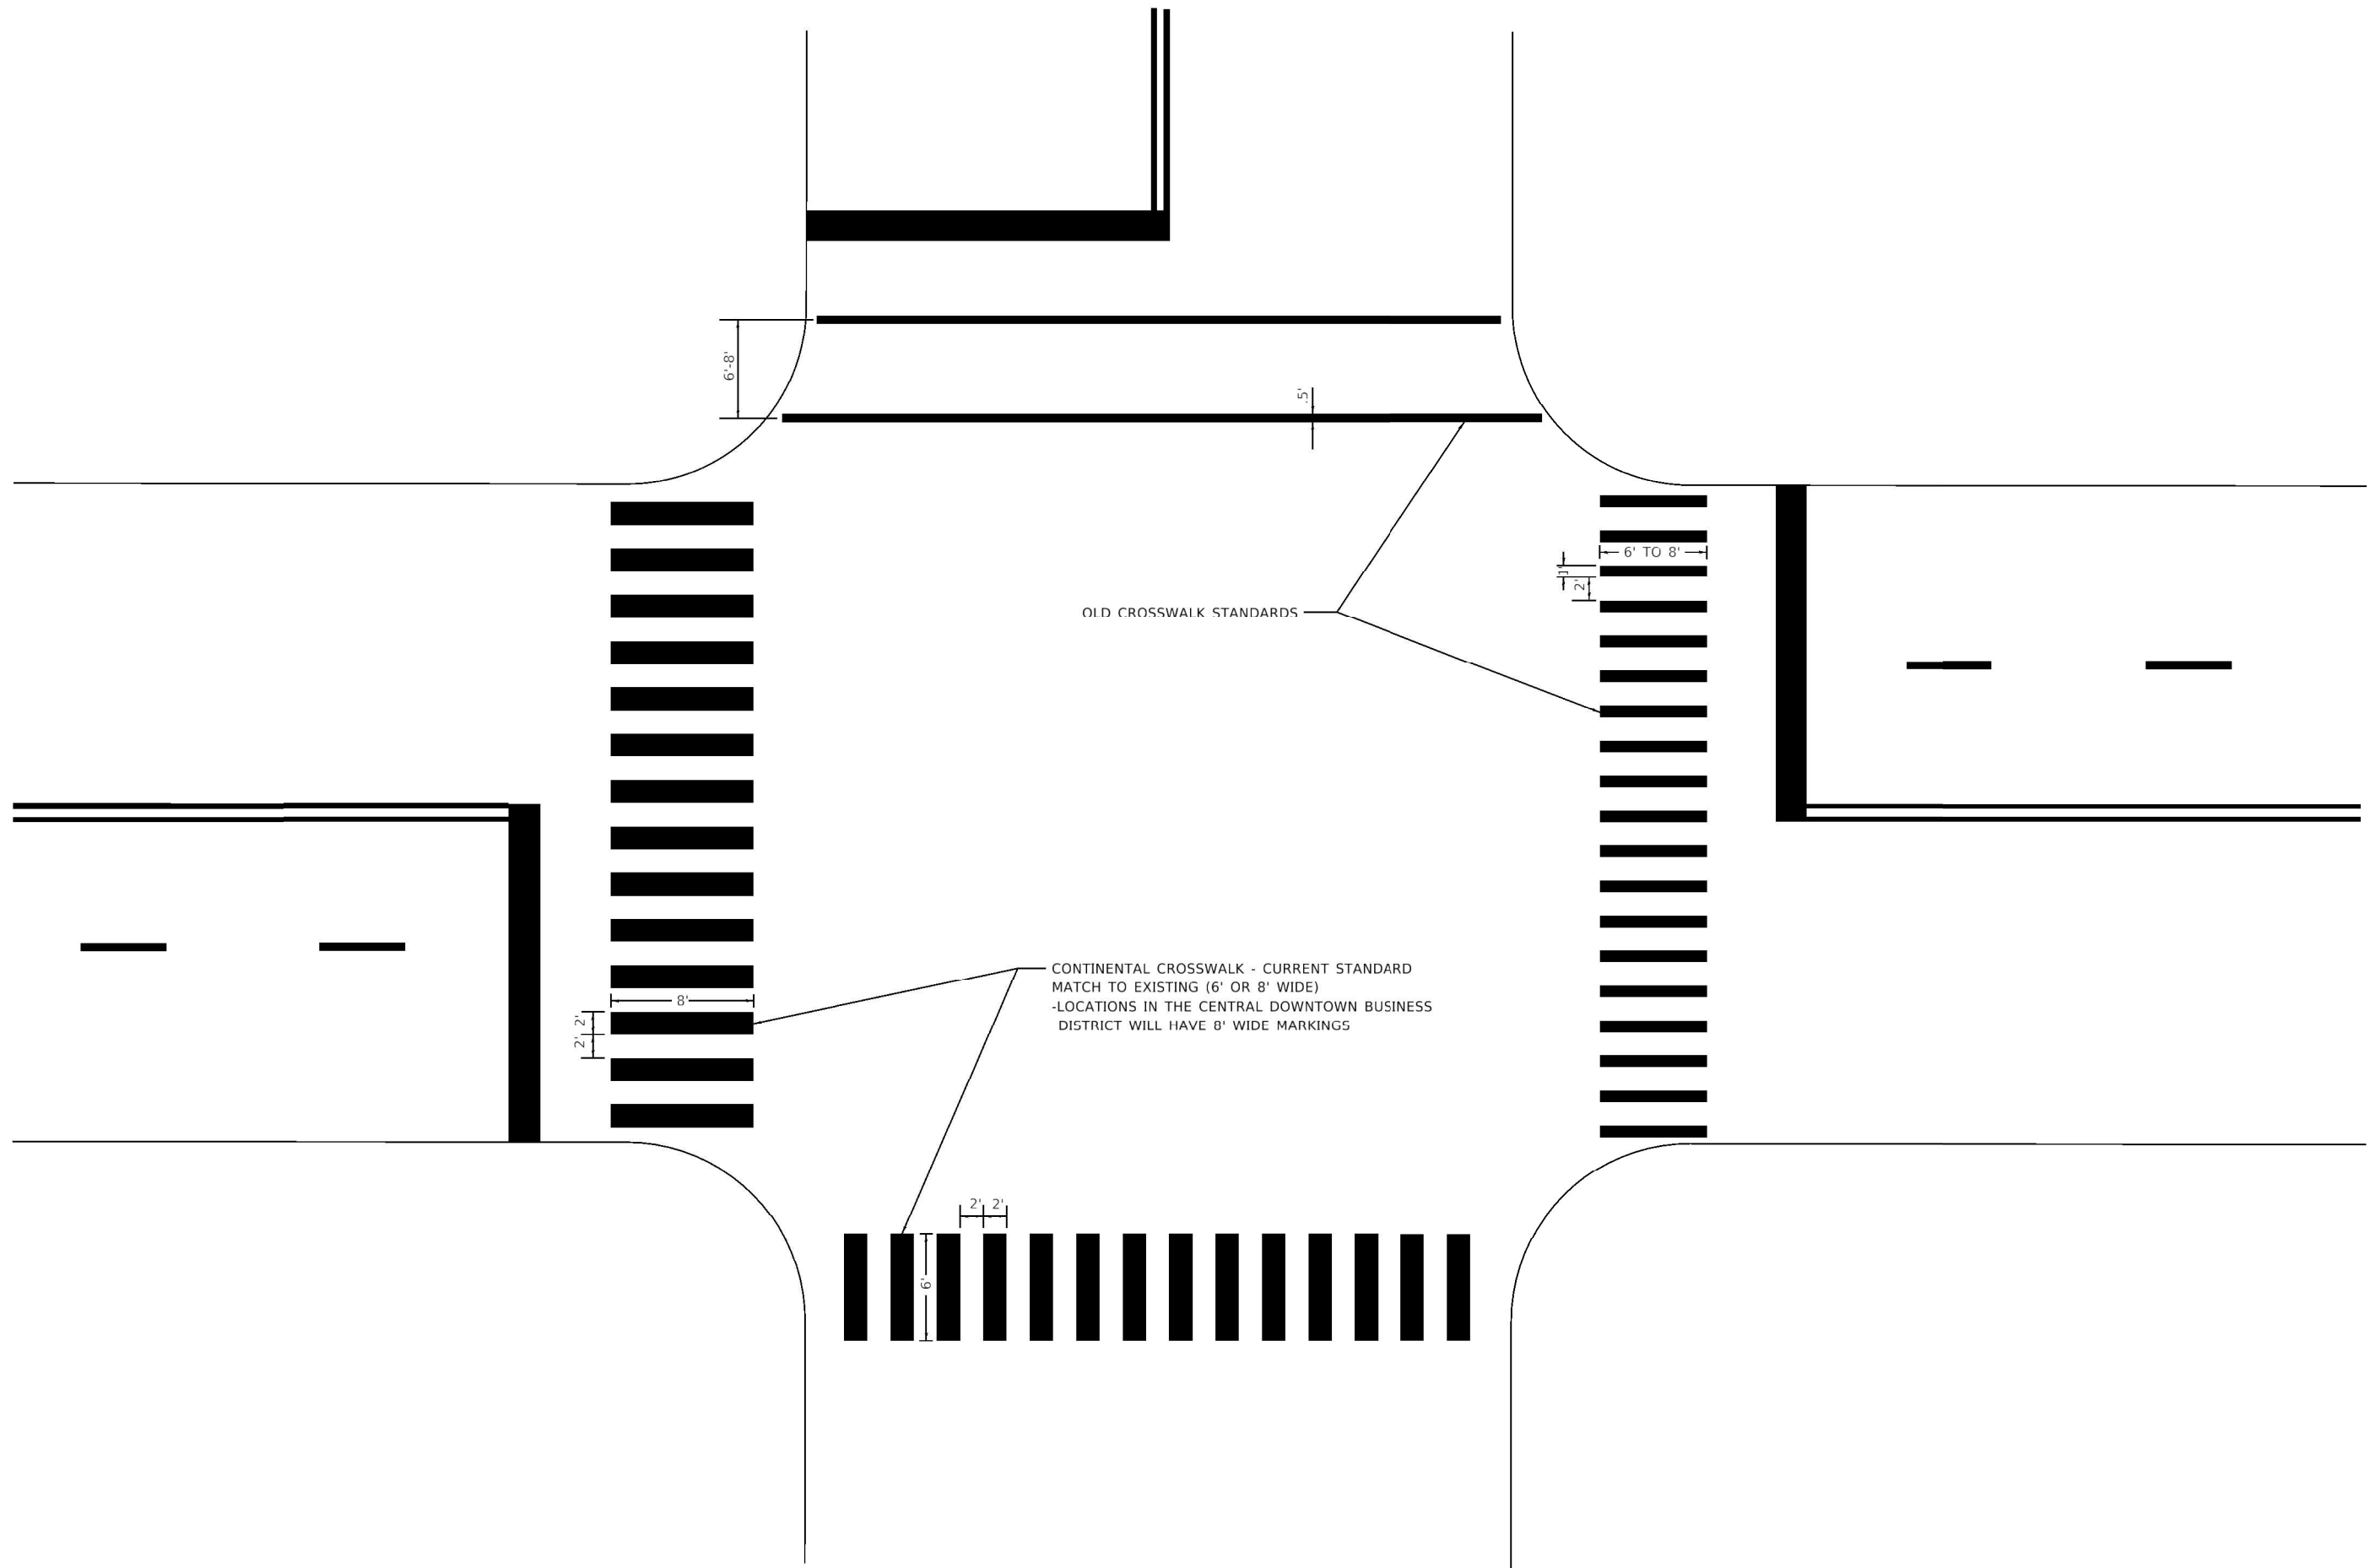 6'-8'
.5'
6' TO 8'
1'
2'
OLD CROSSWALK STANDARDS
CONTINENTAL CROSSWALK - CURRENT STANDARD
MATCH TO EXISTING (6' OR 8' WIDE)
-LOCATIONS IN THE CENTRAL DOWNTOWN BUSINESS
DISTRICT WILL HAVE 8' WIDE MARKINGS
8'
2'
2'
2' 2'
6'